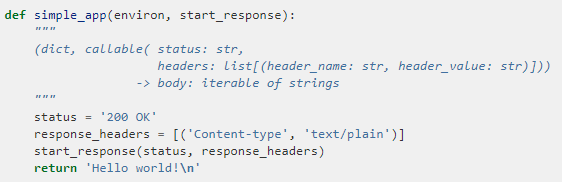 def simple_app(environ, start_response):
    """
    (dict, callable( status: str,
                     headers: list[(header_name: str, header_value: str)]))
                  -> body: iterable of strings
    """
    status = '200 OK'
    response_headers = [('Content-type', 'text/plain')]
    start_response(status, response_headers)
    return 'Hello world!\n'